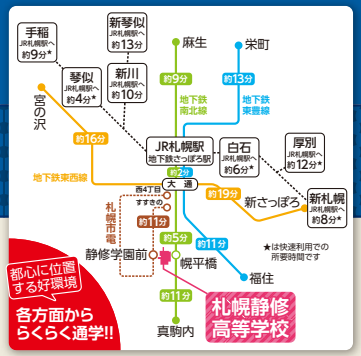 新琴似
JR札幌駅へ
約13分*
手稲
JR札幌駅へ
約9分*
琴似
JR札幌駅へ
約4分*
新川
JR札幌駅へ
約10分
麻生
栄町
約9分
約13分
地下鉄
南北線
地下鉄
東豊線
宮の沢
約16分
地下鉄東西線
JR札幌駅
地下鉄さっぽろ駅
白石
JR札幌駅へ
約6分*
厚別
JR札幌駅へ
約12分*
約2分
大通
約19分
新さっぽろ
新札幌
JR札幌駅へ
約8分*
西4丁目
すすきの
札幌市電
約11分
約5分
約11分
静修学園前
幌平橋
福住
★は快速利用での
所要時間です
約11分
真駒内
札幌静修
高等学校
都心に位置
する好環境
各方面から
らくらく通学!!